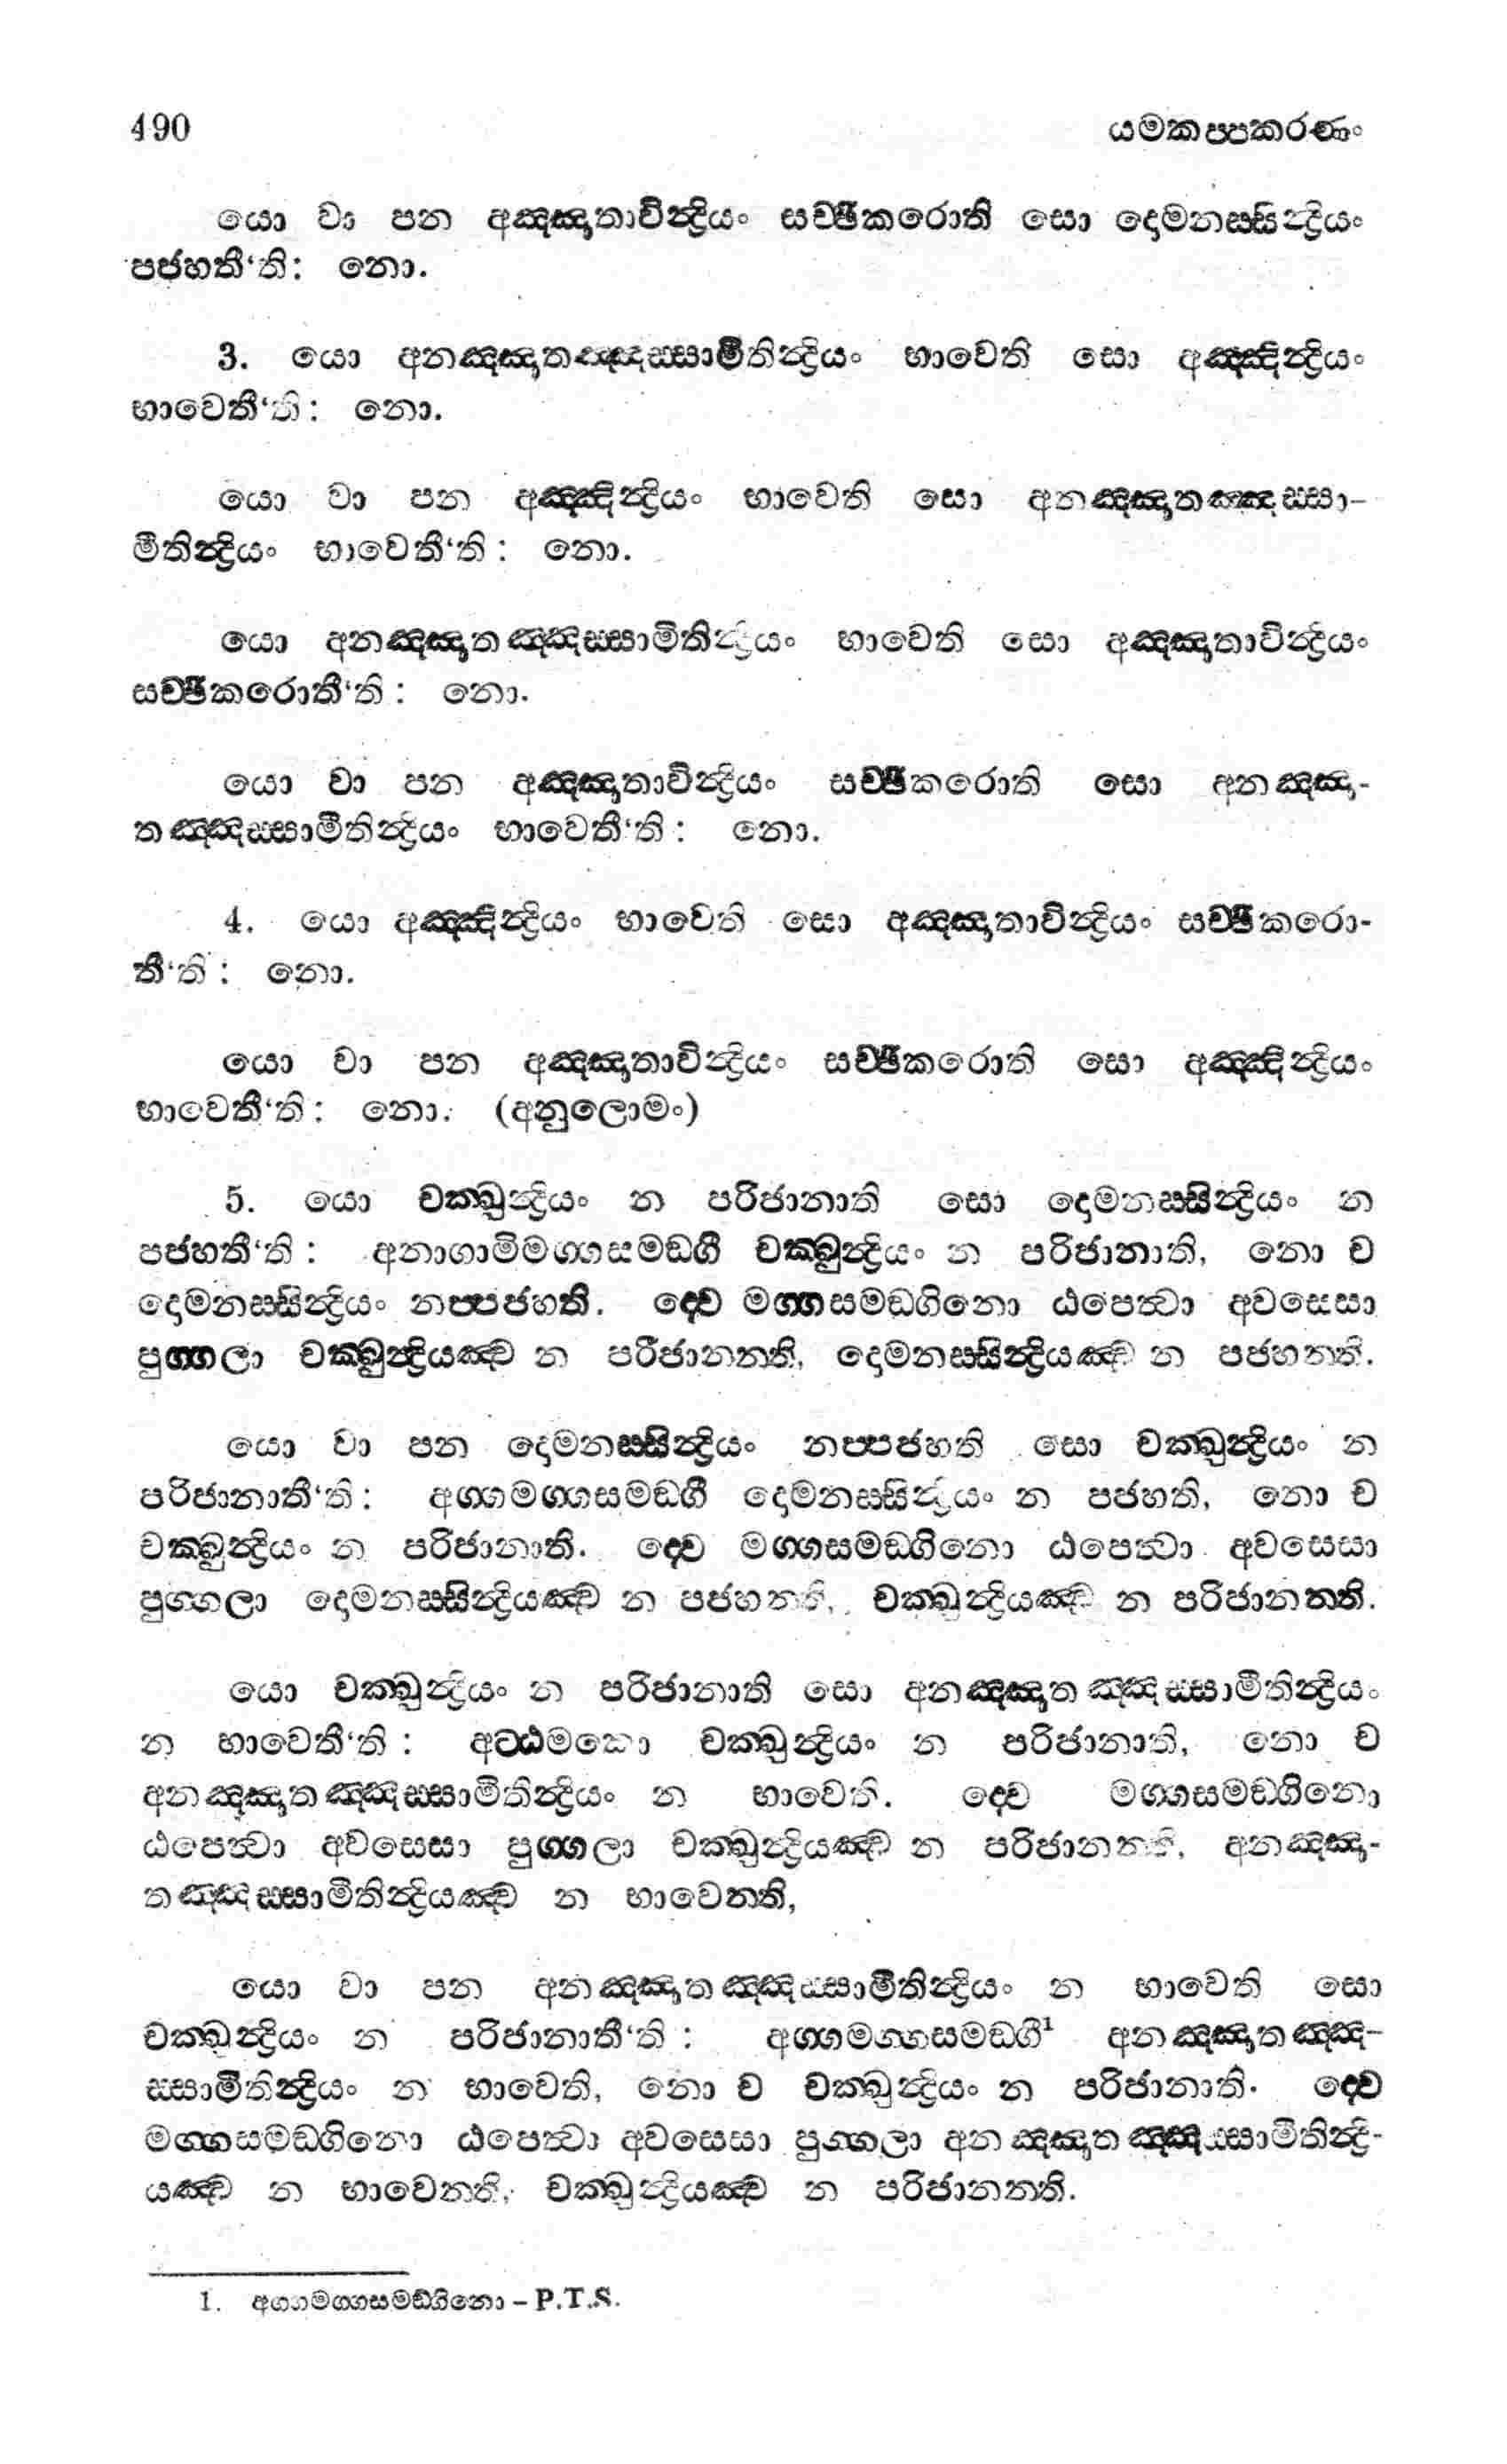 490 යමකප්පකරණං
යො වා පන අඤ්ඤාතාවින්ද්‍රියං සච්ඡිකරොති සො දොමනස්සින්ද්‍රියං
පජහතී‘ති: නො.
3. යො අනඤ්ඤාතඤ්ඤස්සාමීතින්ද්‍රියං භාවෙති සො අඤ්ඤින්ද්‍රියං
භාවෙතී‘ති: නො.
යො වා පන අඤ්ඤින්ද්‍රියං භාවෙති සො අනඤ්ඤාතඤ්ඤස්සා-
මීතින්ද්‍රියං භාවෙතී‘ති: නො.
යො අනඤ්ඤාතඤ්ඤස්සාමිතින්ද්‍රියං භාවෙති සො අඤ්ඤාතාවින්ද්‍රියං
සච්ඡිකරොතී‘ති: නො.
යො වා පන අඤ්ඤාතාවින්ද්‍රියං සච්ඡිකරොති සො අනඤ්ඤා-
තඤ්ඤස්සාමීතින්ද්‍රියං භාවෙතී‘ති: නො.
4. යො අඤ්ඤින්ද්‍රියං භාවෙති සො අඤ්ඤාතාවින්ද්‍රියං සච්ඡිකරො-
තී‘ති: නො.
යො වා පන අඤ්ඤාතාවින්ද්‍රියං සච්ඡිකරොති සො අඤ්ඤින්ද්‍රියං
භාවෙතී‘ති: නො. (අනුලොමං)
5. යො චක්ඛුන්ද්‍රියං න පරිජානාති සො දොමනස්සින්ද්‍රියං න
පජහතී‘ති: අනාගාමිමග්ගසමඞ්ගී චක්ඛුන්ද්‍රියං න පරිජානාති, නො ච
දොමනස්සින්ද්‍රියං නප්පජහති. ද්වෙ මග්ගසමඞ්ගිනො ඨපෙත්වා අවසෙසා
පුග්ගලා චක්ඛුන්ද්‍රියඤ්ච න පරිජානන්ති, දොමනස්සින්ද්‍රියඤ්ච න පජහන්ති.
යො වා පන දොමනස්සින්ද්‍රියං නප්පජහති සො චක්ඛුන්ද්‍රියං න
පරිජානාතී‘ති: අග්ගමග්ගසමඞ්ගී දොමනස්සින්ද්‍රියං න පජහති, නො ච
චක්ඛුන්ද්‍රියං න පරිජානාති. ද්වෙ මග්ගසමඞ්ගිනො ඨපෙත්වා අවසෙසා
පුග්ගලා දොමනස්සින්ද්‍රියඤ්ච න පජහන්ති, චක්ඛුන්ද්‍රියඤ්ච න පරිජානන්ති.
යො චක්ඛුන්ද්‍රියං න පරිජානාති සො අනඤ්ඤාතඤ්ඤස්සාමීතින්ද්‍රියං
න භාවෙතී‘ති: අට්ඨමකො චක්ඛුන්ද්‍රියං න පරිජානාති, නො ච
අනඤ්ඤාතඤ්ඤස්සාමිතින්ද්‍රියං න භාවෙති. ද්වෙ මග්ගසමඞ්ගිනො
ඨපෙත්වා අවසෙසා පුග්ගලා චක්ඛුන්ද්‍රියඤ්ච න පරිජානන්ති, අනඤ්ඤා-
තඤ්ඤස්සාමීතින්ද්‍රියඤ්ච න භාවෙන්ති,
යො වා පන අනඤ්ඤාතඤ්ඤස්සාමීතින්ද්‍රියං න භාවෙති සො
චක්ඛුන්ද්‍රියං න පරිජානාතී‘ති: අග්ගමග්ගසමඞ්ගී¹ අනඤ්ඤාතඤ්ඤ-
ස්සාමීතින්ද්‍රියං න භාවෙති, නො ච චක්ඛුන්ද්‍රියං න පරිජානාති. ද්වෙ
මග්ගසමඞ්ගිනො ඨපෙත්වා අවසෙසා පුග්ගලා අනඤ්ඤාතඤ්ඤස්සාමිතින්ද්‍රි-
යඤ්ච න භාවෙන්ති, චක්ඛුන්ද්‍රියඤ්ච න පරිජානන්ති.
1. අග්ගමග්ගසමඞ්ගිනො – P.T.S.